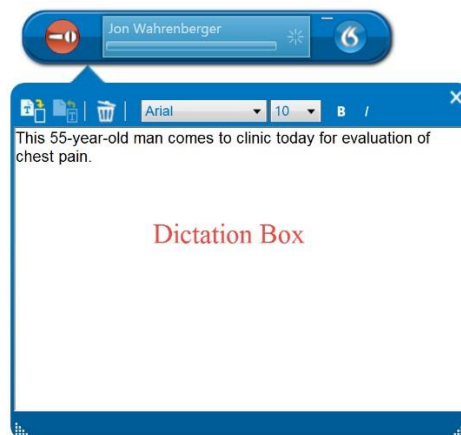 Jon Wahrenberger
Arial 10 B I
This 55-year-old man comes to clinic today for evaluation of
chest pain.
Dictation Box